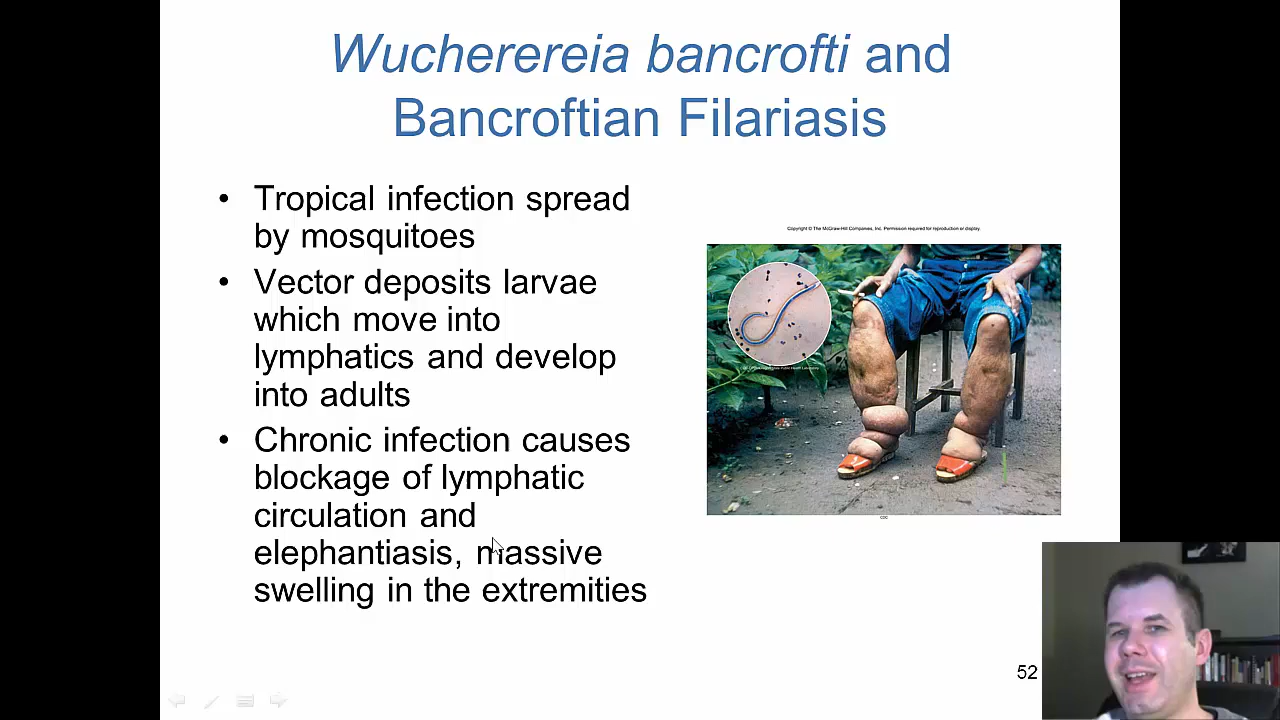 Wucherereia bancrofti and
Bancroftian Filariasis
• Tropical infection spread
by mosquitoes
• Vector deposits larvae
which move into
lymphatics and develop
into adults
• Chronic infection causes
blockage of lymphatic
circulation and
elephantiasis, massive
swelling in the extremities
Copyright © The McGraw-Hill Companies, Inc. Permission required for reproduction or display.
CDC
52